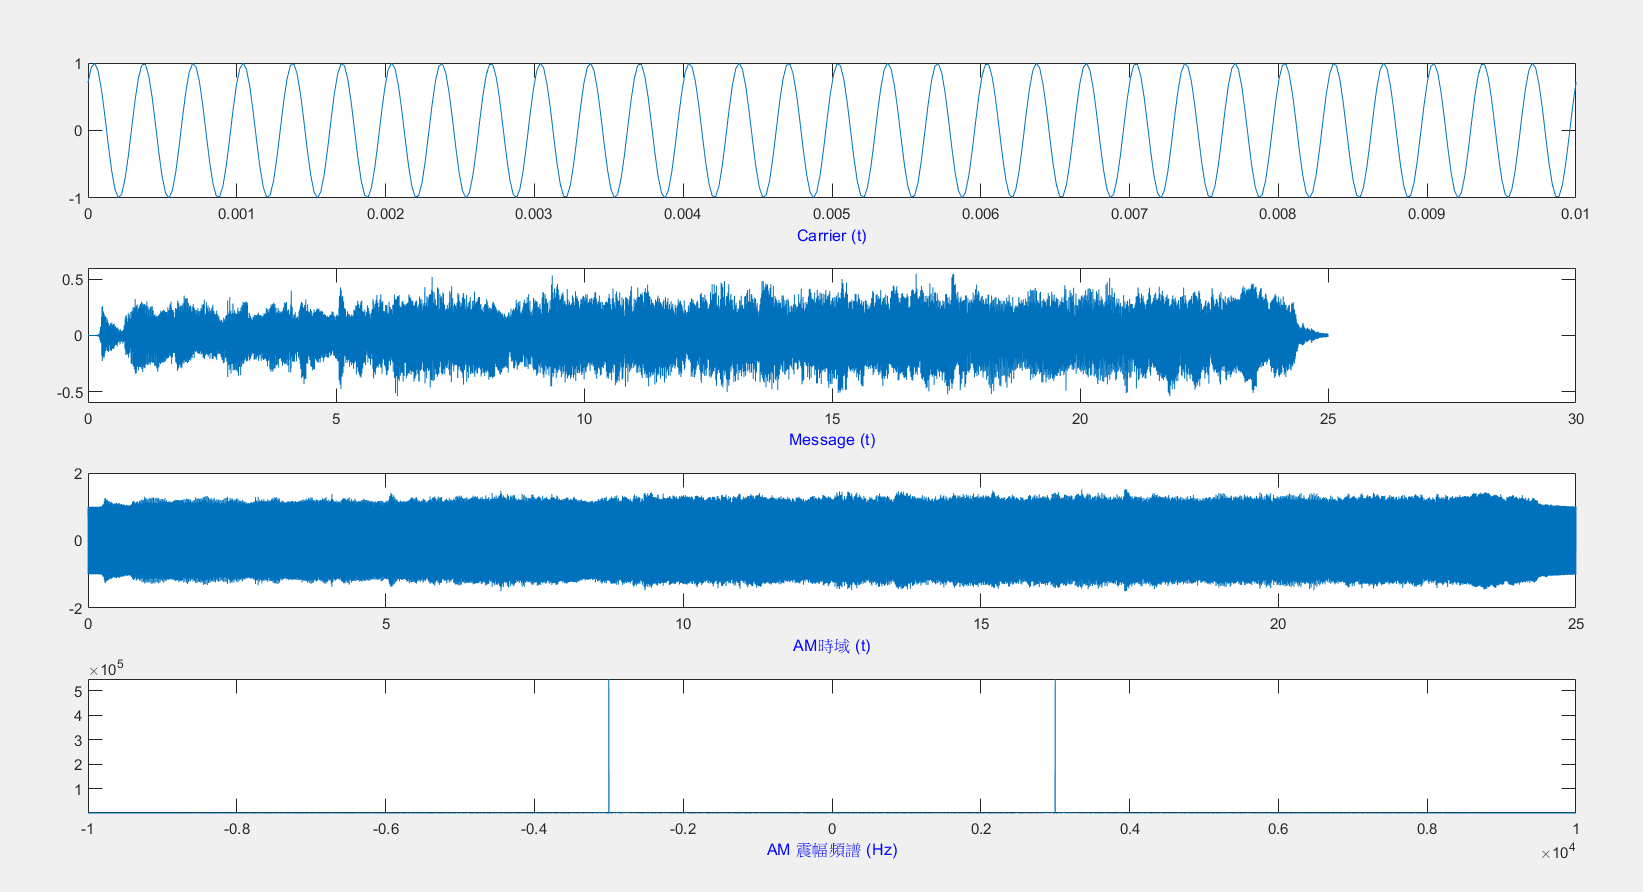 1
0
-1
0 0.001 0.002 0.003 0.004 0.005 0.006 0.007 0.008 0.009 0.01
Carrier (t)
0.5
0
-0.5
0 5 10 15 20 25 30
Message (t)
2
0
-2
0 5 10 15 20 25
AM時域 (t)
×10⁵
5
4
3
2
1
-1 -0.8 -0.6 -0.4 -0.2 0 0.2 0.4 0.6 0.8 1
AM 震幅頻譜 (Hz)
×10⁴